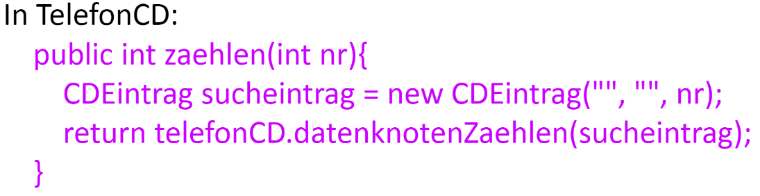 In TelefonCD:
public int zaehlen(int nr){
CDEintrag sucheintrag = new CDEintrag("", "", nr);
return telefonCD.datenknotenZaehlen(sucheintrag);
}